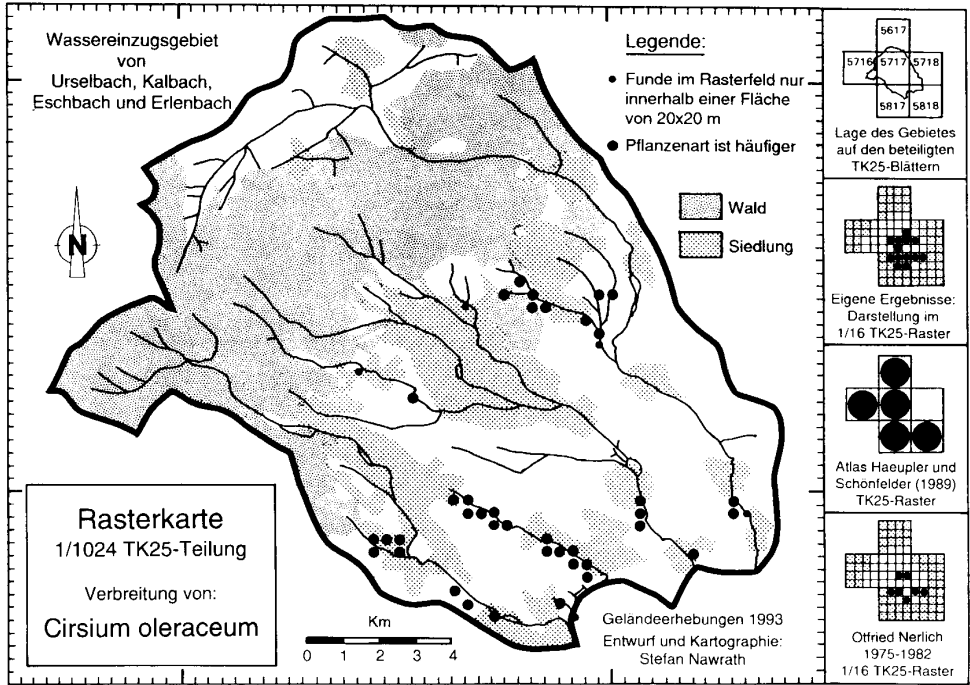 Wassereinzugsgebiet
von
Urselbach, Kalbach,
Eschbach und Erlenbach
Legende:
Funde im Rasterfeld nur
innerhalb einer Fläche
von 20x20 m
Pflanzenart ist häufiger
Wald
Siedlung
N
Rasterkarte
1/1024 TK25-Teilung
Verbreitung von:
Cirsium oleraceum
Km
0 1 2 3 4
Geländeerhebungen 1993
Entwurf und Kartographie:
Stefan Nawrath
5617
5716 5717 5718
5817 5818
Lage des Gebietes
auf den beteiligten
TK25-Blättern
Eigene Ergebnisse:
Darstellung im
1/16 TK25-Raster
Atlas Haeupler und
Schönfelder (1989)
TK25-Raster
Otfried Nerlich
1975-1982
1/16 TK25-Raster